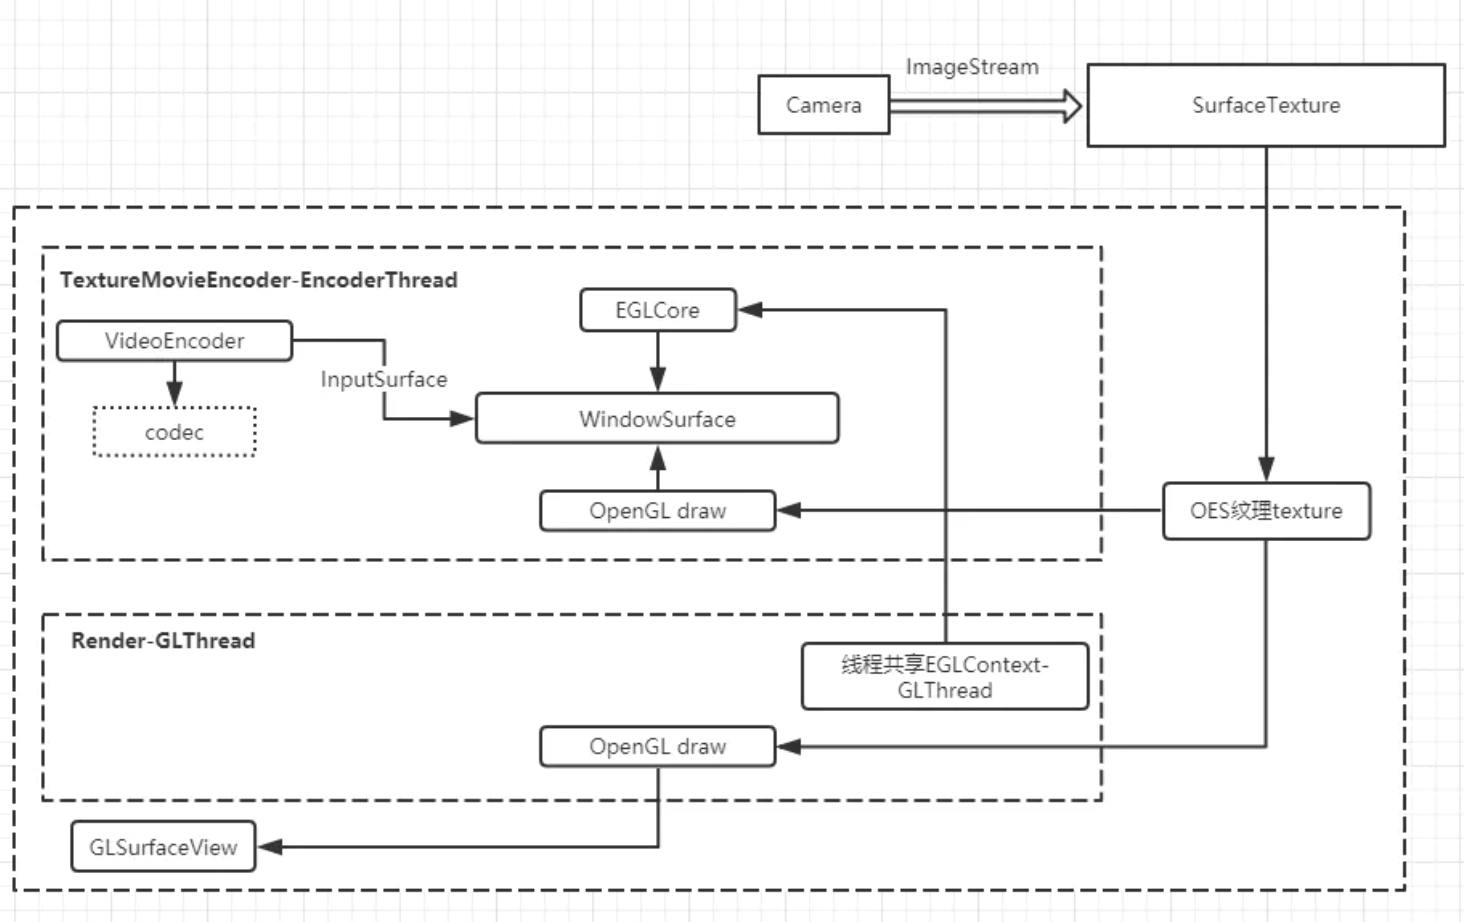 ImageStream
Camera
SurfaceTexture
TextureMovieEncoder-EncoderThread
EGLCore
VideoEncoder
InputSurface
WindowSurface
codec
OpenGL draw
OES纹理texture
Render-GLThread
线程共享EGLContext-
GLThread
OpenGL draw
GLSurfaceView